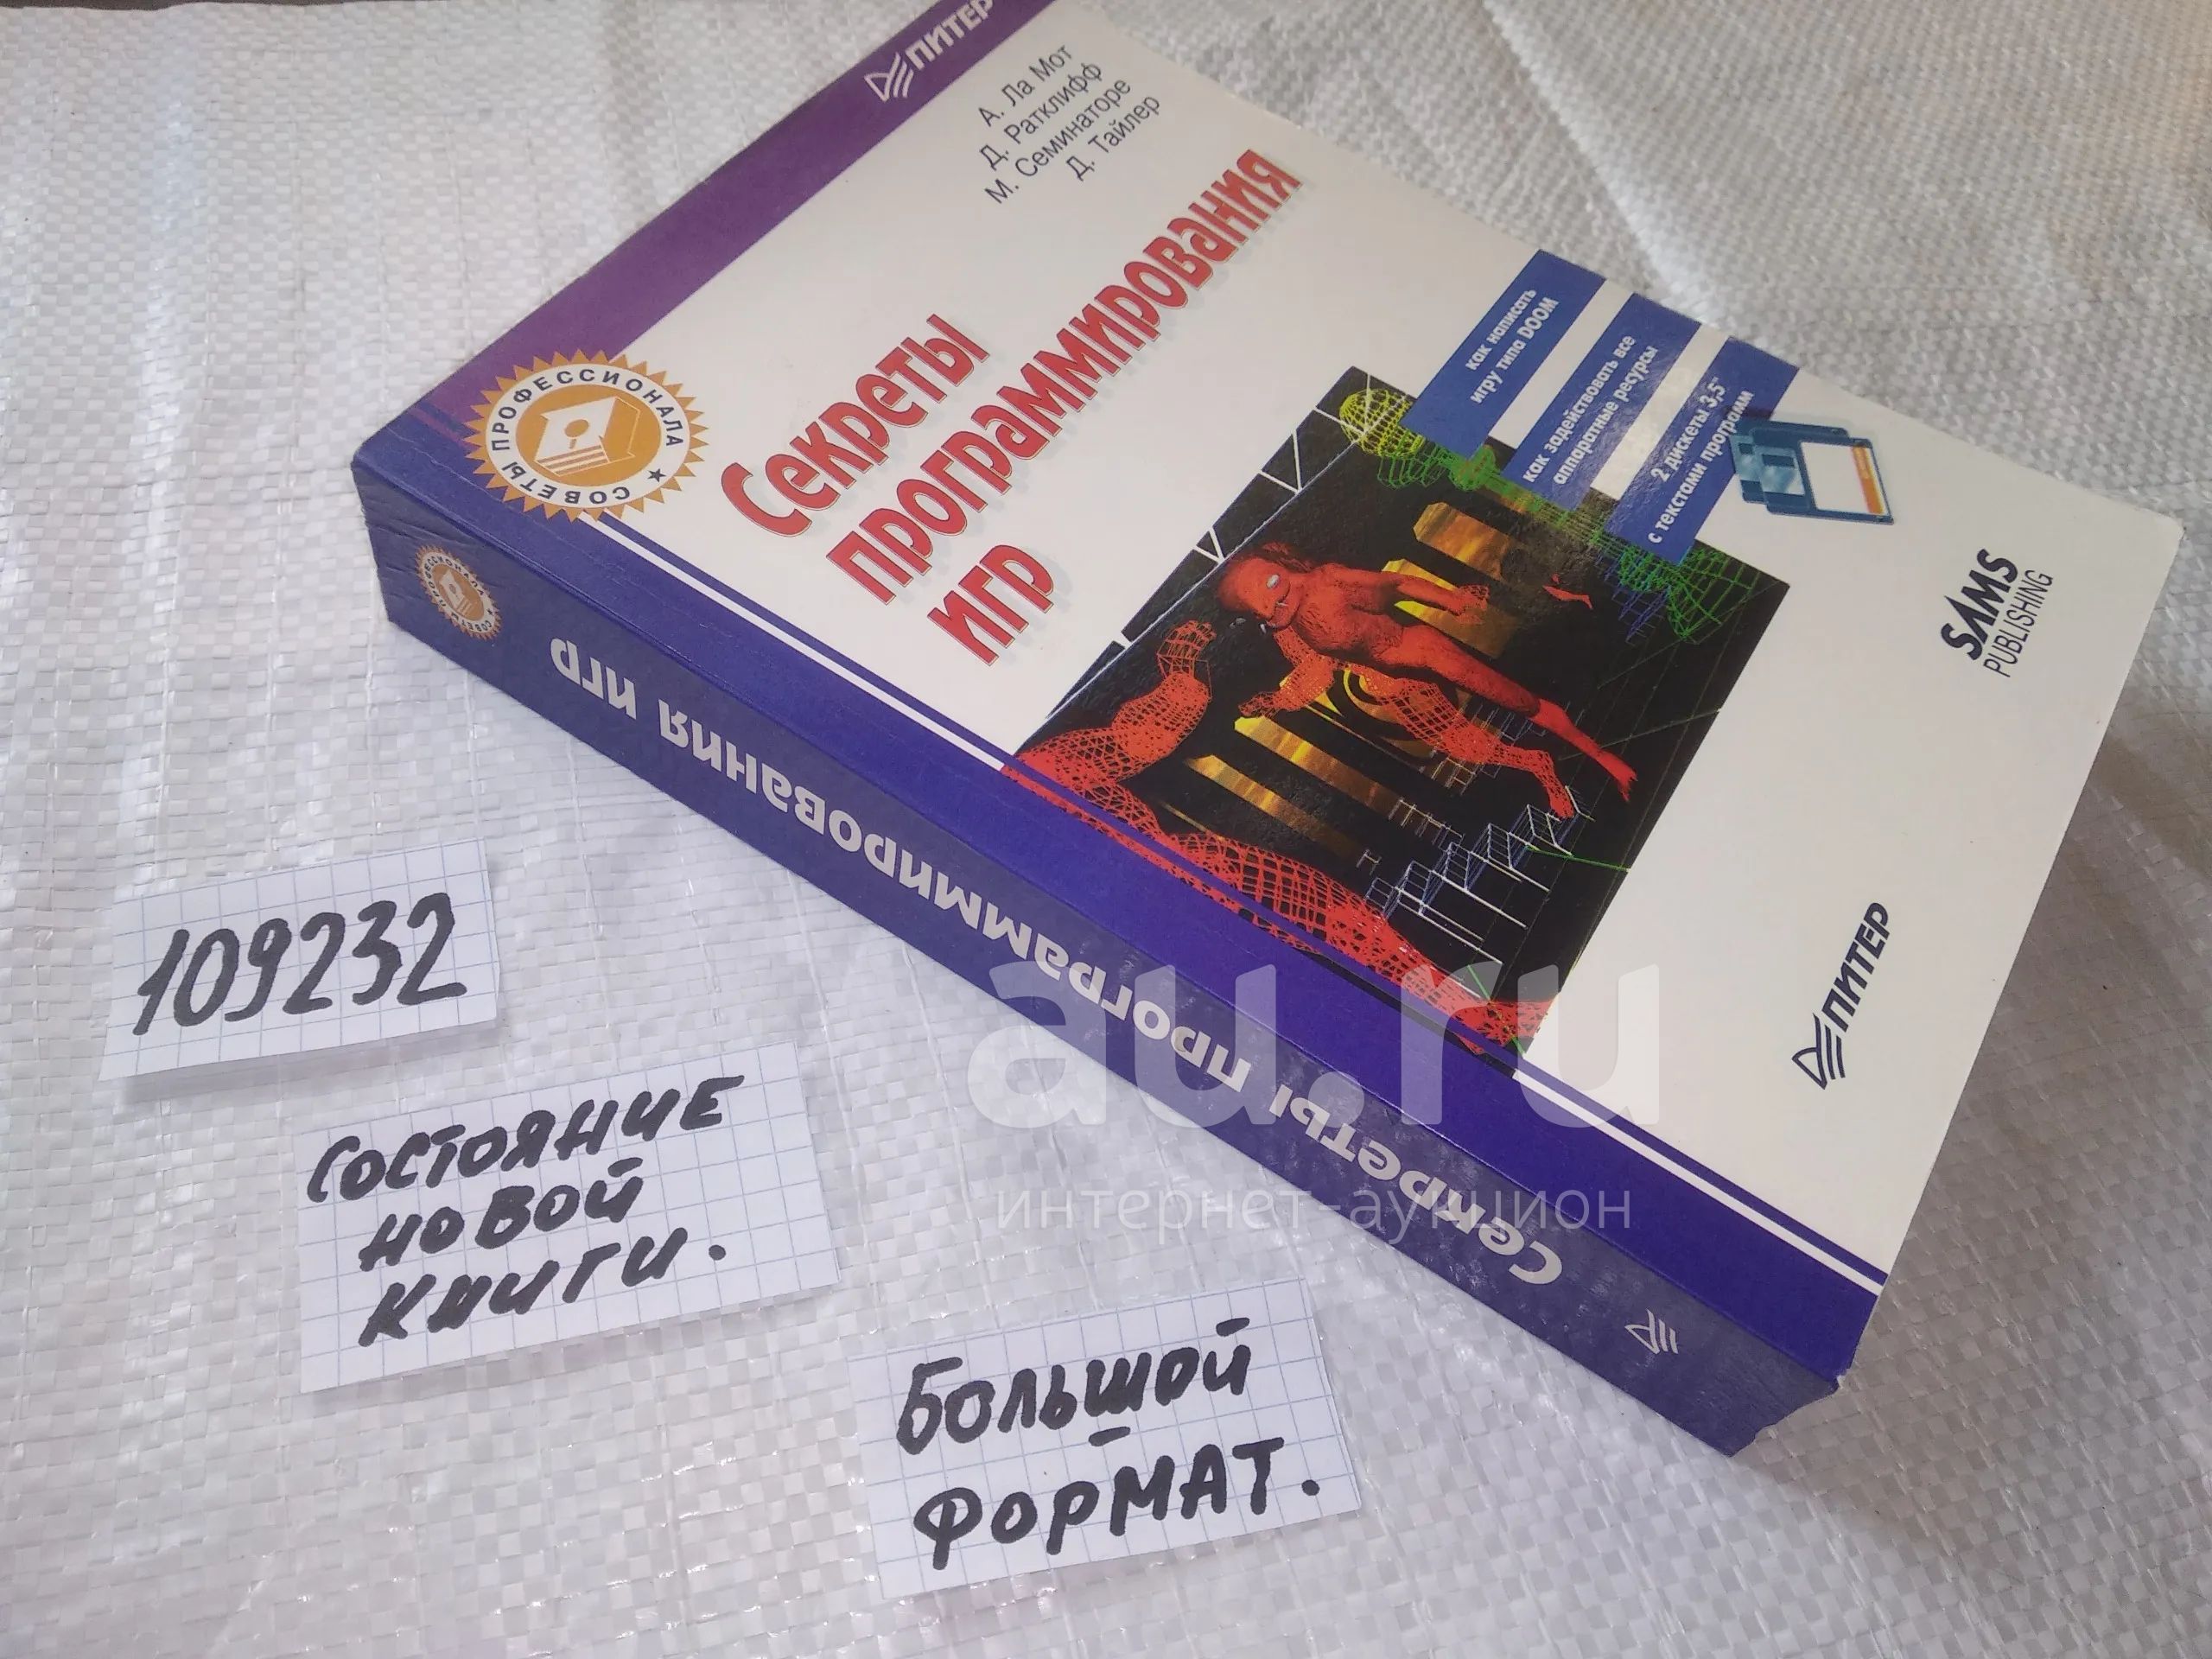 ПИТЕР
А. Ла Мот
Д. Ратклифф
М. Семинаторе
Д. Тайлер
Секреты
программирования
игр
СОВЕТЫ ПРОФЕССИОНАЛА
как написать
игру типа DOOM
как задействовать все
аппаратные ресурсы
2 дискеты 3,5"
с текстами программ
SAMS
PUBLISHING
ПИТЕР
СОВЕТЫ ПРОФЕССИОНАЛА
Секреты программирования игр
au.ru
интернет-аукцион
109232
СОСТОЯНИЕ
НОВОЙ
КНИГИ.
БОЛЬШОЙ
ФОРМАТ.